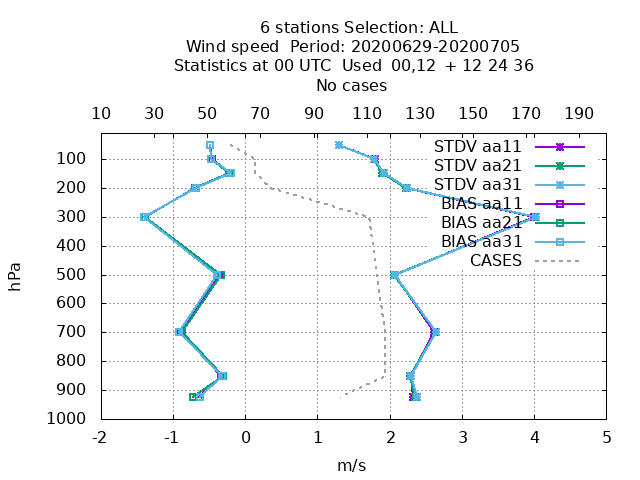 6 stations Selection: ALL
Wind speed  Period: 20200629-20200705
Statistics at 00 UTC  Used  00,12  + 12 24 36
No cases
10 30 50 70 90 110 130 150 170 190
STDV aa11
STDV aa21
STDV aa31
BIAS aa11
BIAS aa21
BIAS aa31
CASES
hPa
100
200
300
400
500
600
700
800
900
1000
-2 -1 0 1 2 3 4 5
m/s